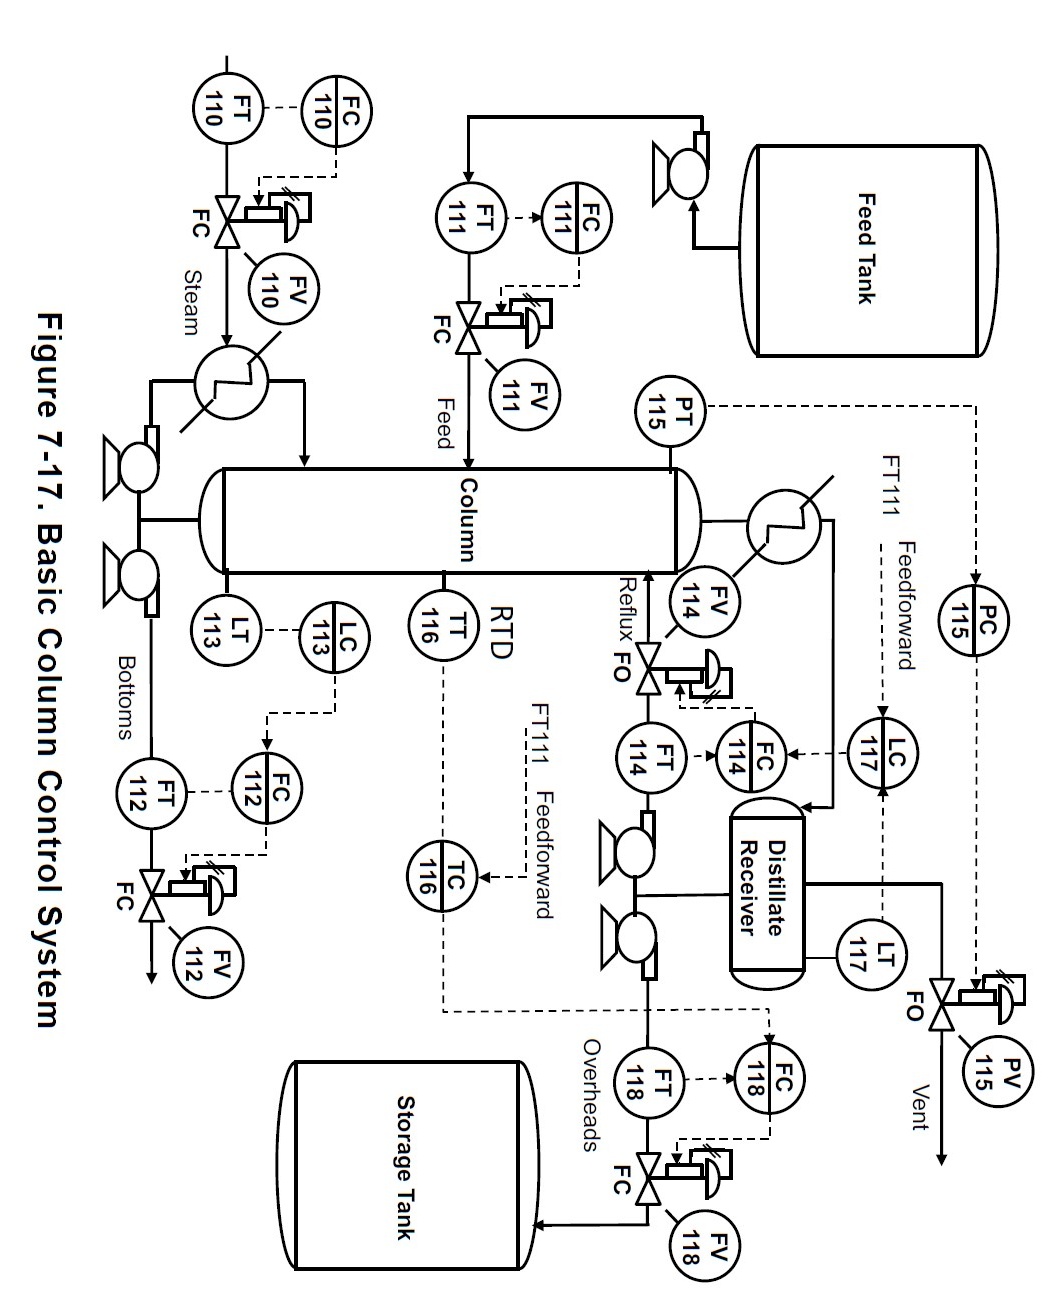 PV
115
PC
115
Feedforward
FT111
Vent
FO
LC
117
LT
117
Feed Tank
Distillate
Receiver
FC
118
FC
114
FV
114
FV
118
PT
115
FT
114
FT
118
Reflux
FO
FC
Overheads
FC
111
FT111
Feedforward
FV
111
RTD
FT
111
Column
FC
Feed
TT
116
TC
116
Storage Tank
FC
110
LC
113
FV
110
FC
112
FT
110
LT
113
FV
112
FC
Steam
FT
112
Bottoms
FC
Figure 7-17. Basic Column Control System